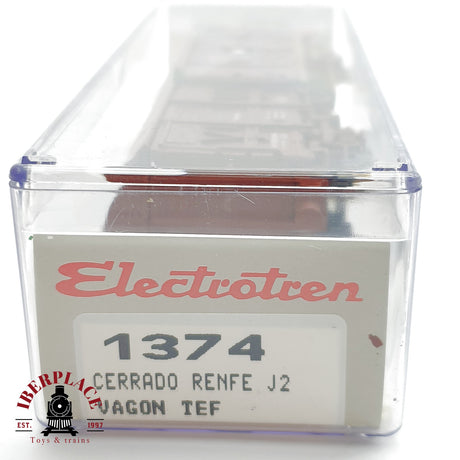 Electrotren
1374
CERRADO RENFE J2
VAGON TEF
IBERPLACE
EST. 1997
Toys & trains